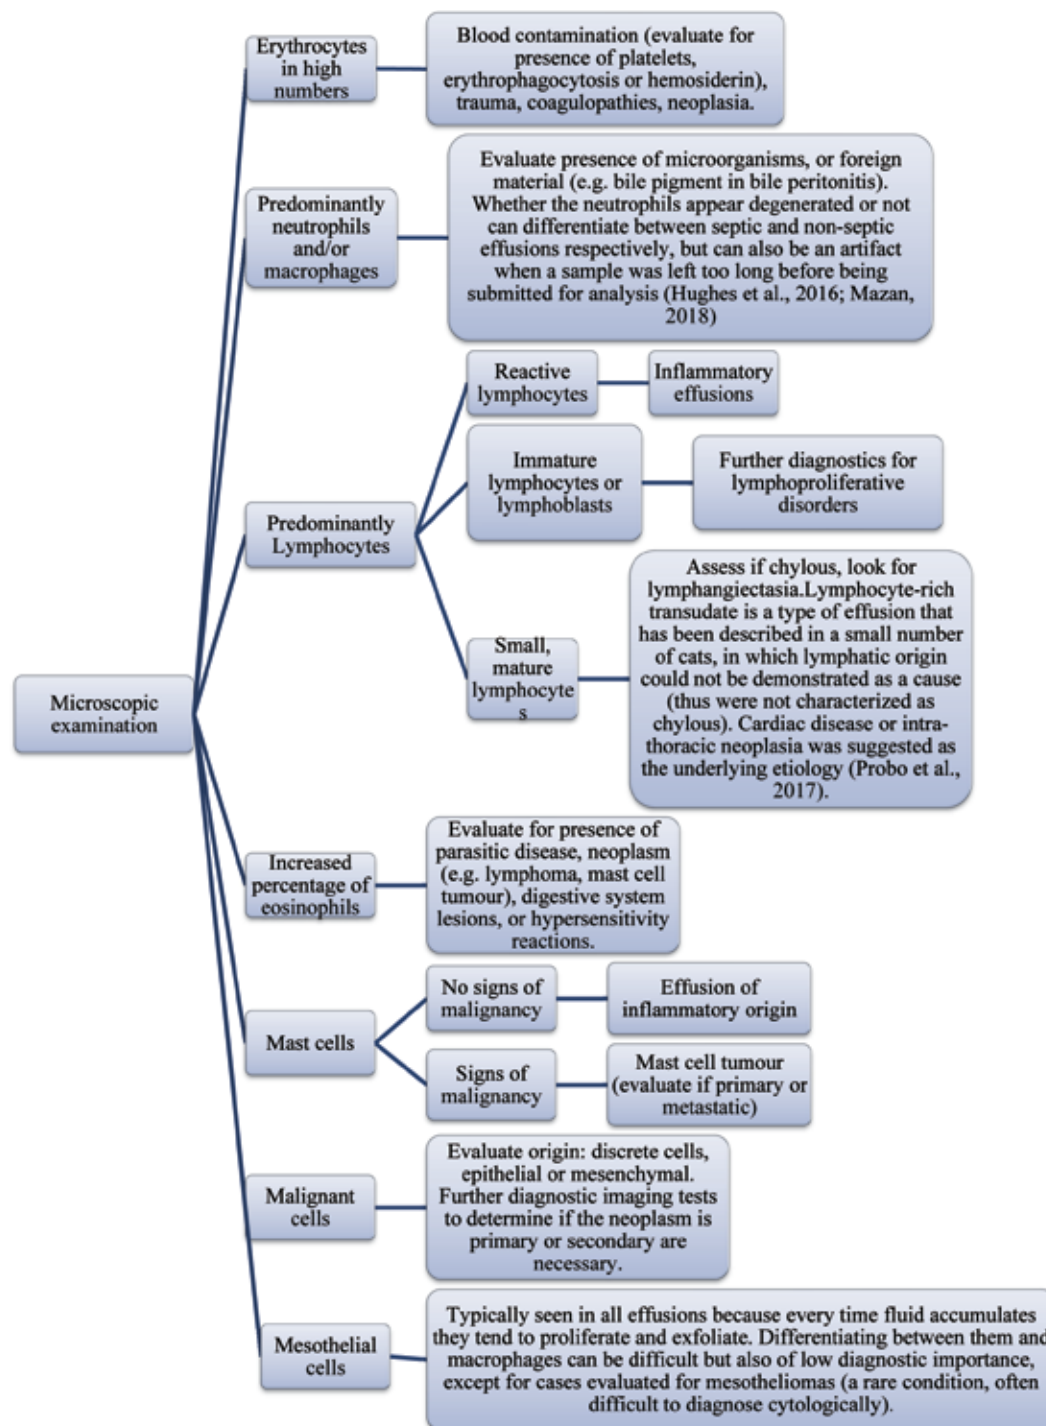 Erythrocytes
in high
numbers
Blood contamination (evaluate for
presence of platelets,
erythrophagocytosis or hemosiderin),
trauma, coagulopathies, neoplasia.
Predominantly
neutrophils
and/or
macrophages
Evaluate presence of microorganisms, or foreign
material (e.g. bile pigment in bile peritonitis).
Whether the neutrophils appear degenerated or not
can differentiate between septic and non-septic
effusions respectively, but can also be an artifact
when a sample was left too long before being
submitted for analysis (Hughes et al., 2016; Mazan,
2018)
Reactive
lymphocytes
Inflammatory
effusions
Immature
lymphocytes or
lymphoblasts
Further diagnostics for
lymphoproliferative
disorders
Predominantly
Lymphocytes
Small,
mature
lymphocyte
s
Assess if chylous, look for
lymphangiectasia.Lymphocyte-rich
transudate is a type of effusion that
has been described in a small number
of cats, in which lymphatic origin
could not be demonstrated as a cause
(thus were not characterized as
chylous). Cardiac disease or intra-
thoracic neoplasia was suggested as
the underlying etiology (Probo et al.,
2017).
Microscopic
examination
Increased
percentage of
eosinophils
Evaluate for presence of
parasitic disease, neoplasm
(e.g. lymphoma, mast cell
tumour), digestive system
lesions, or hypersensitivity
reactions.
Mast cells
No signs of
malignancy
Effusion of
inflammatory origin
Signs of
malignancy
Mast cell tumour
(evaluate if primary or
metastatic)
Malignant
cells
Evaluate origin: discrete cells,
epithelial or mesenchymal.
Further diagnostic imaging tests
to determine if the neoplasm is
primary or secondary are
necessary.
Mesothelial
cells
Typically seen in all effusions because every time fluid accumulates
they tend to proliferate and exfoliate. Differentiating between them and
macrophages can be difficult but also of low diagnostic importance,
except for cases evaluated for mesotheliomas (a rare condition, often
difficult to diagnose cytologically).